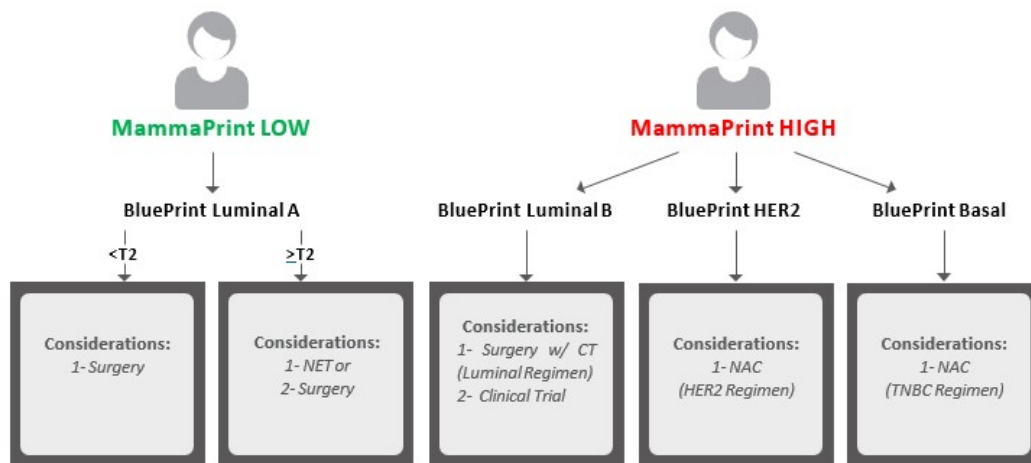 MammaPrint LOW
MammaPrint HIGH
BluePrint Luminal A
BluePrint Luminal B
BluePrint HER2
BluePrint Basal
<T2
≥T2
Considerations:
1- Surgery
Considerations:
1- NET or
2- Surgery
Considerations:
1- Surgery w/ CT
(Luminal Regimen)
2- Clinical Trial
Considerations:
1- NAC
(HER2 Regimen)
Considerations:
1- NAC
(TNBC Regimen)